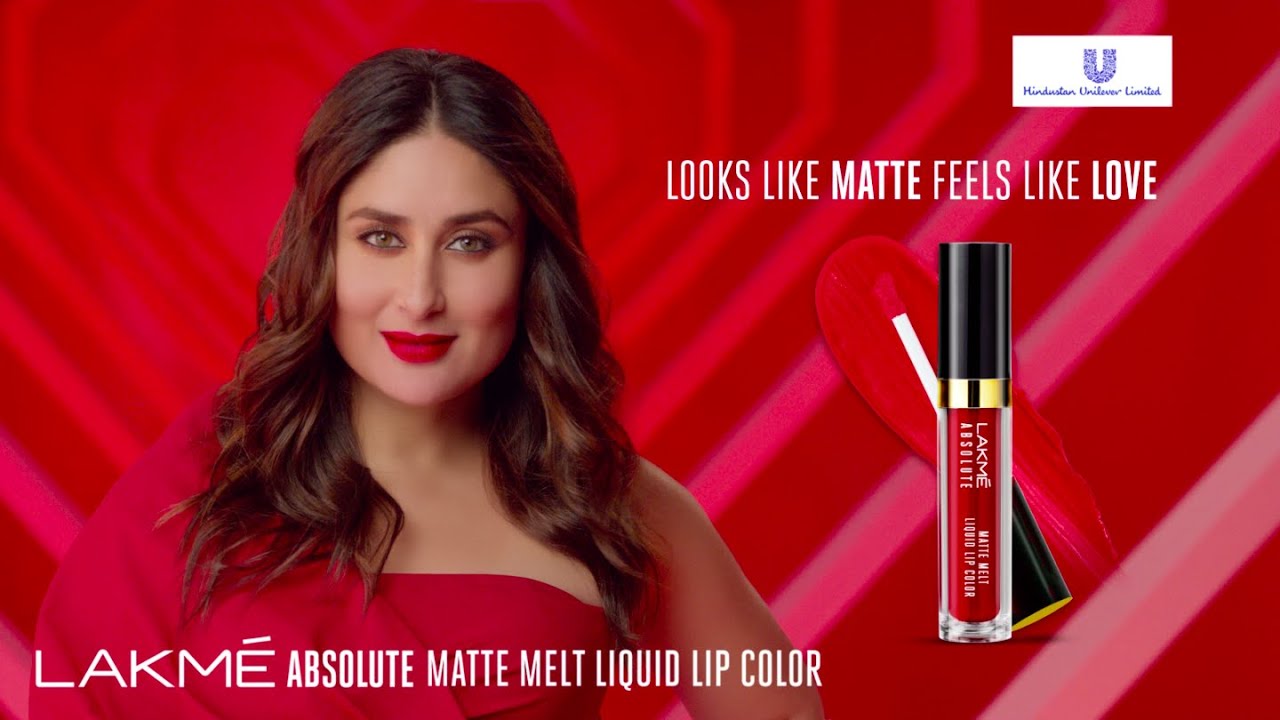 Hindustan Unilever Limited
LOOKS LIKE MATTE FEELS LIKE LOVE
LAKMÉ
ABSOLUTE
MATTE MELT
LIQUID LIP COLOR
LAKMÉ ABSOLUTE MATTE MELT LIQUID LIP COLOR